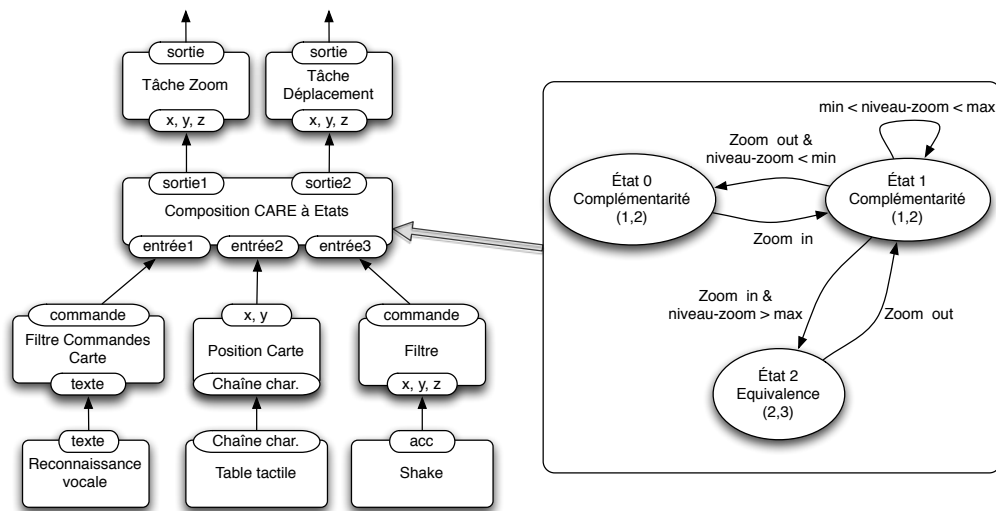 sortie
Tâche Zoom
x, y, z
sortie
Tâche
Déplacement
x, y, z
sortie1
sortie2
Composition CARE à Etats
entrée1
entrée2
entrée3
commande
Filtre Commandes
Carte
texte
x, y
Position Carte
Chaîne char.
commande
Filtre
x, y, z
texte
Reconnaissance
vocale
Chaîne char.
Table tactile
acc
Shake
min < niveau-zoom < max
Zoom out &
niveau-zoom < min
État 0
Complémentarité
(1,2)
État 1
Complémentarité
(1,2)
Zoom in
Zoom in &
niveau-zoom > max
Zoom out
État 2
Equivalence
(2,3)